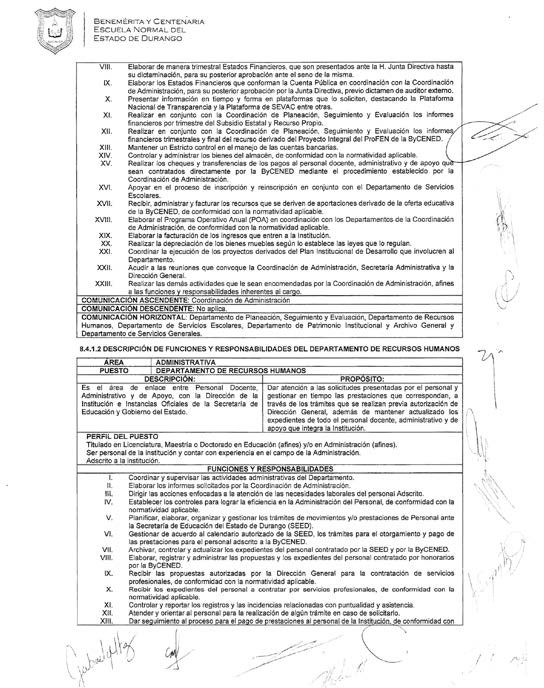 BENEMÉRITA Y CENTENARIA
ESCUELA NORMAL DEL
ESTADO DE DURANGO
VIII. Elaborar de manera trimestral Estados Financieros, que son presentados ante la H. Junta Directiva hasta
su dictaminación, para su posterior aprobación ante el seno de la misma.
IX. Elaborar los Estados Financieros que conforman la Cuenta Pública en coordinación con la Coordinación
de Administración, para su posterior aprobación por la Junta Directiva, previo dictamen de auditor externo.
X. Presentar información en tiempo y forma en plataformas que lo soliciten, destacando la Plataforma
Nacional de Transparencia y la Plataforma de SEVAC entre otras.
XI. Realizar en conjunto con la Coordinación de Planeación, Seguimiento y Evaluación los informes
financieros por trimestre del Subsidio Estatal y Recurso Propio.
XII. Realizar en conjunto con la Coordinación de Planeación, Seguimiento y Evaluación los informes
financieros trimestrales y final del recurso derivado del Proyecto Integral del ProFEN de la ByCENED.
XIII. Mantener un Estricto control en el manejo de las cuentas bancarias.
XIV. Controlar y administrar los bienes del almacén, de conformidad con la normatividad aplicable.
XV. Realizar los cheques y transferencias de los pagos al personal docente, administrativo y de apoyo que
sean contratados directamente por la ByCENED mediante el procedimiento establecido por la
Coordinación de Administración.
XVI. Apoyar en el proceso de inscripción y reinscripción en conjunto con el Departamento de Servicios
Escolares.
XVII. Recibir, administrar y facturar los recursos que se deriven de aportaciones derivado de la oferta educativa
de la ByCENED, de conformidad con la normatividad aplicable.
XVIII. Elaborar el Programa Operativo Anual (POA) en coordinación con los Departamentos de la Coordinación
de Administración, de conformidad con la normatividad aplicable.
XIX. Elaborar la facturación de los ingresos que entren a la Institución.
XX. Realizar la depreciación de los bienes muebles según lo establece las leyes que lo regulan.
XXI. Coordinar la ejecución de los proyectos derivados del Plan Institucional de Desarrollo que involucren al
Departamento.
XXII. Acudir a las reuniones que convoque la Coordinación de Administración, Secretaría Administrativa y la
Dirección General.
XXIII. Realizar las demás actividades que le sean encomendadas por la Coordinación de Administración, afines
a las funciones y responsabilidades inherentes al cargo.
COMUNICACIÓN ASCENDENTE: Coordinación de Administración
COMUNICACIÓN DESCENDENTE: No aplica.
COMUNICACIÓN HORIZONTAL: Departamento de Planeación, Seguimiento y Evaluación, Departamento de Recursos
Humanos, Departamento de Servicios Escolares, Departamento de Patrimonio Institucional y Archivo General y
Departamento de Servicios Generales.
8.4.1.2 DESCRIPCIÓN DE FUNCIONES Y RESPONSABILIDADES DEL DEPARTAMENTO DE RECURSOS HUMANOS
ÁREA ADMINISTRATIVA
PUESTO DEPARTAMENTO DE RECURSOS HUMANOS
DESCRIPCIÓN: PROPÓSITO:
Es el área de enlace entre Personal Docente,
Administrativo y de Apoyo, con la Dirección de la
Institución e Instancias Oficiales de la Secretaría de
Educación y Gobierno del Estado.
Dar atención a las solicitudes presentadas por el personal y
gestionar en tiempo las prestaciones que correspondan, a
través de los trámites que se realizan previa autorización de
Dirección General, además de mantener actualizado los
expedientes de todo el personal docente, administrativo y de
apoyo que integra la Institución.
PERFIL DEL PUESTO
Titulado en Licenciatura, Maestría o Doctorado en Educación (afines) y/o en Administración (afines).
Ser personal de la Institución y contar con experiencia en el campo de la Administración.
Adscrito a la institución.
FUNCIONES Y RESPONSABILIDADES
I. Coordinar y supervisar las actividades administrativas del Departamento.
II. Elaborar los informes solicitados por la Coordinación de Administración.
III. Dirigir las acciones enfocadas a la atención de las necesidades laborales del personal Adscrito.
IV. Establecer los controles para lograr la eficiencia en la Administración del Personal, de conformidad con la
normatividad aplicable.
V. Planificar, elaborar, organizar y gestionar los trámites de movimientos y/o prestaciones de Personal ante
la Secretaría de Educación del Estado de Durango (SEED).
VI. Gestionar de acuerdo al calendario autorizado de la SEED, los trámites para el otorgamiento y pago de
las prestaciones para el personal adscrito a la ByCENED.
VII. Archivar, controlar y actualizar los expedientes del personal contratado por la SEED y por la ByCENED.
VIII. Elaborar, registrar y administrar las propuestas y los expedientes del personal contratado por honorarios
por la ByCENED.
IX. Recibir las propuestas autorizadas por la Dirección General para la contratación de servicios
profesionales, de conformidad con la normatividad aplicable.
X. Recibir los expedientes del personal a contratar por servicios profesionales, de conformidad con la
normatividad aplicable.
XI. Controlar y reportar los registros y las incidencias relacionadas con puntualidad y asistencia.
XII. Atender y orientar al personal para la realización de algún trámite en caso de solicitarlo.
XIII. Dar seguimiento al proceso para el pago de prestaciones al personal de la Institución, de conformidad con